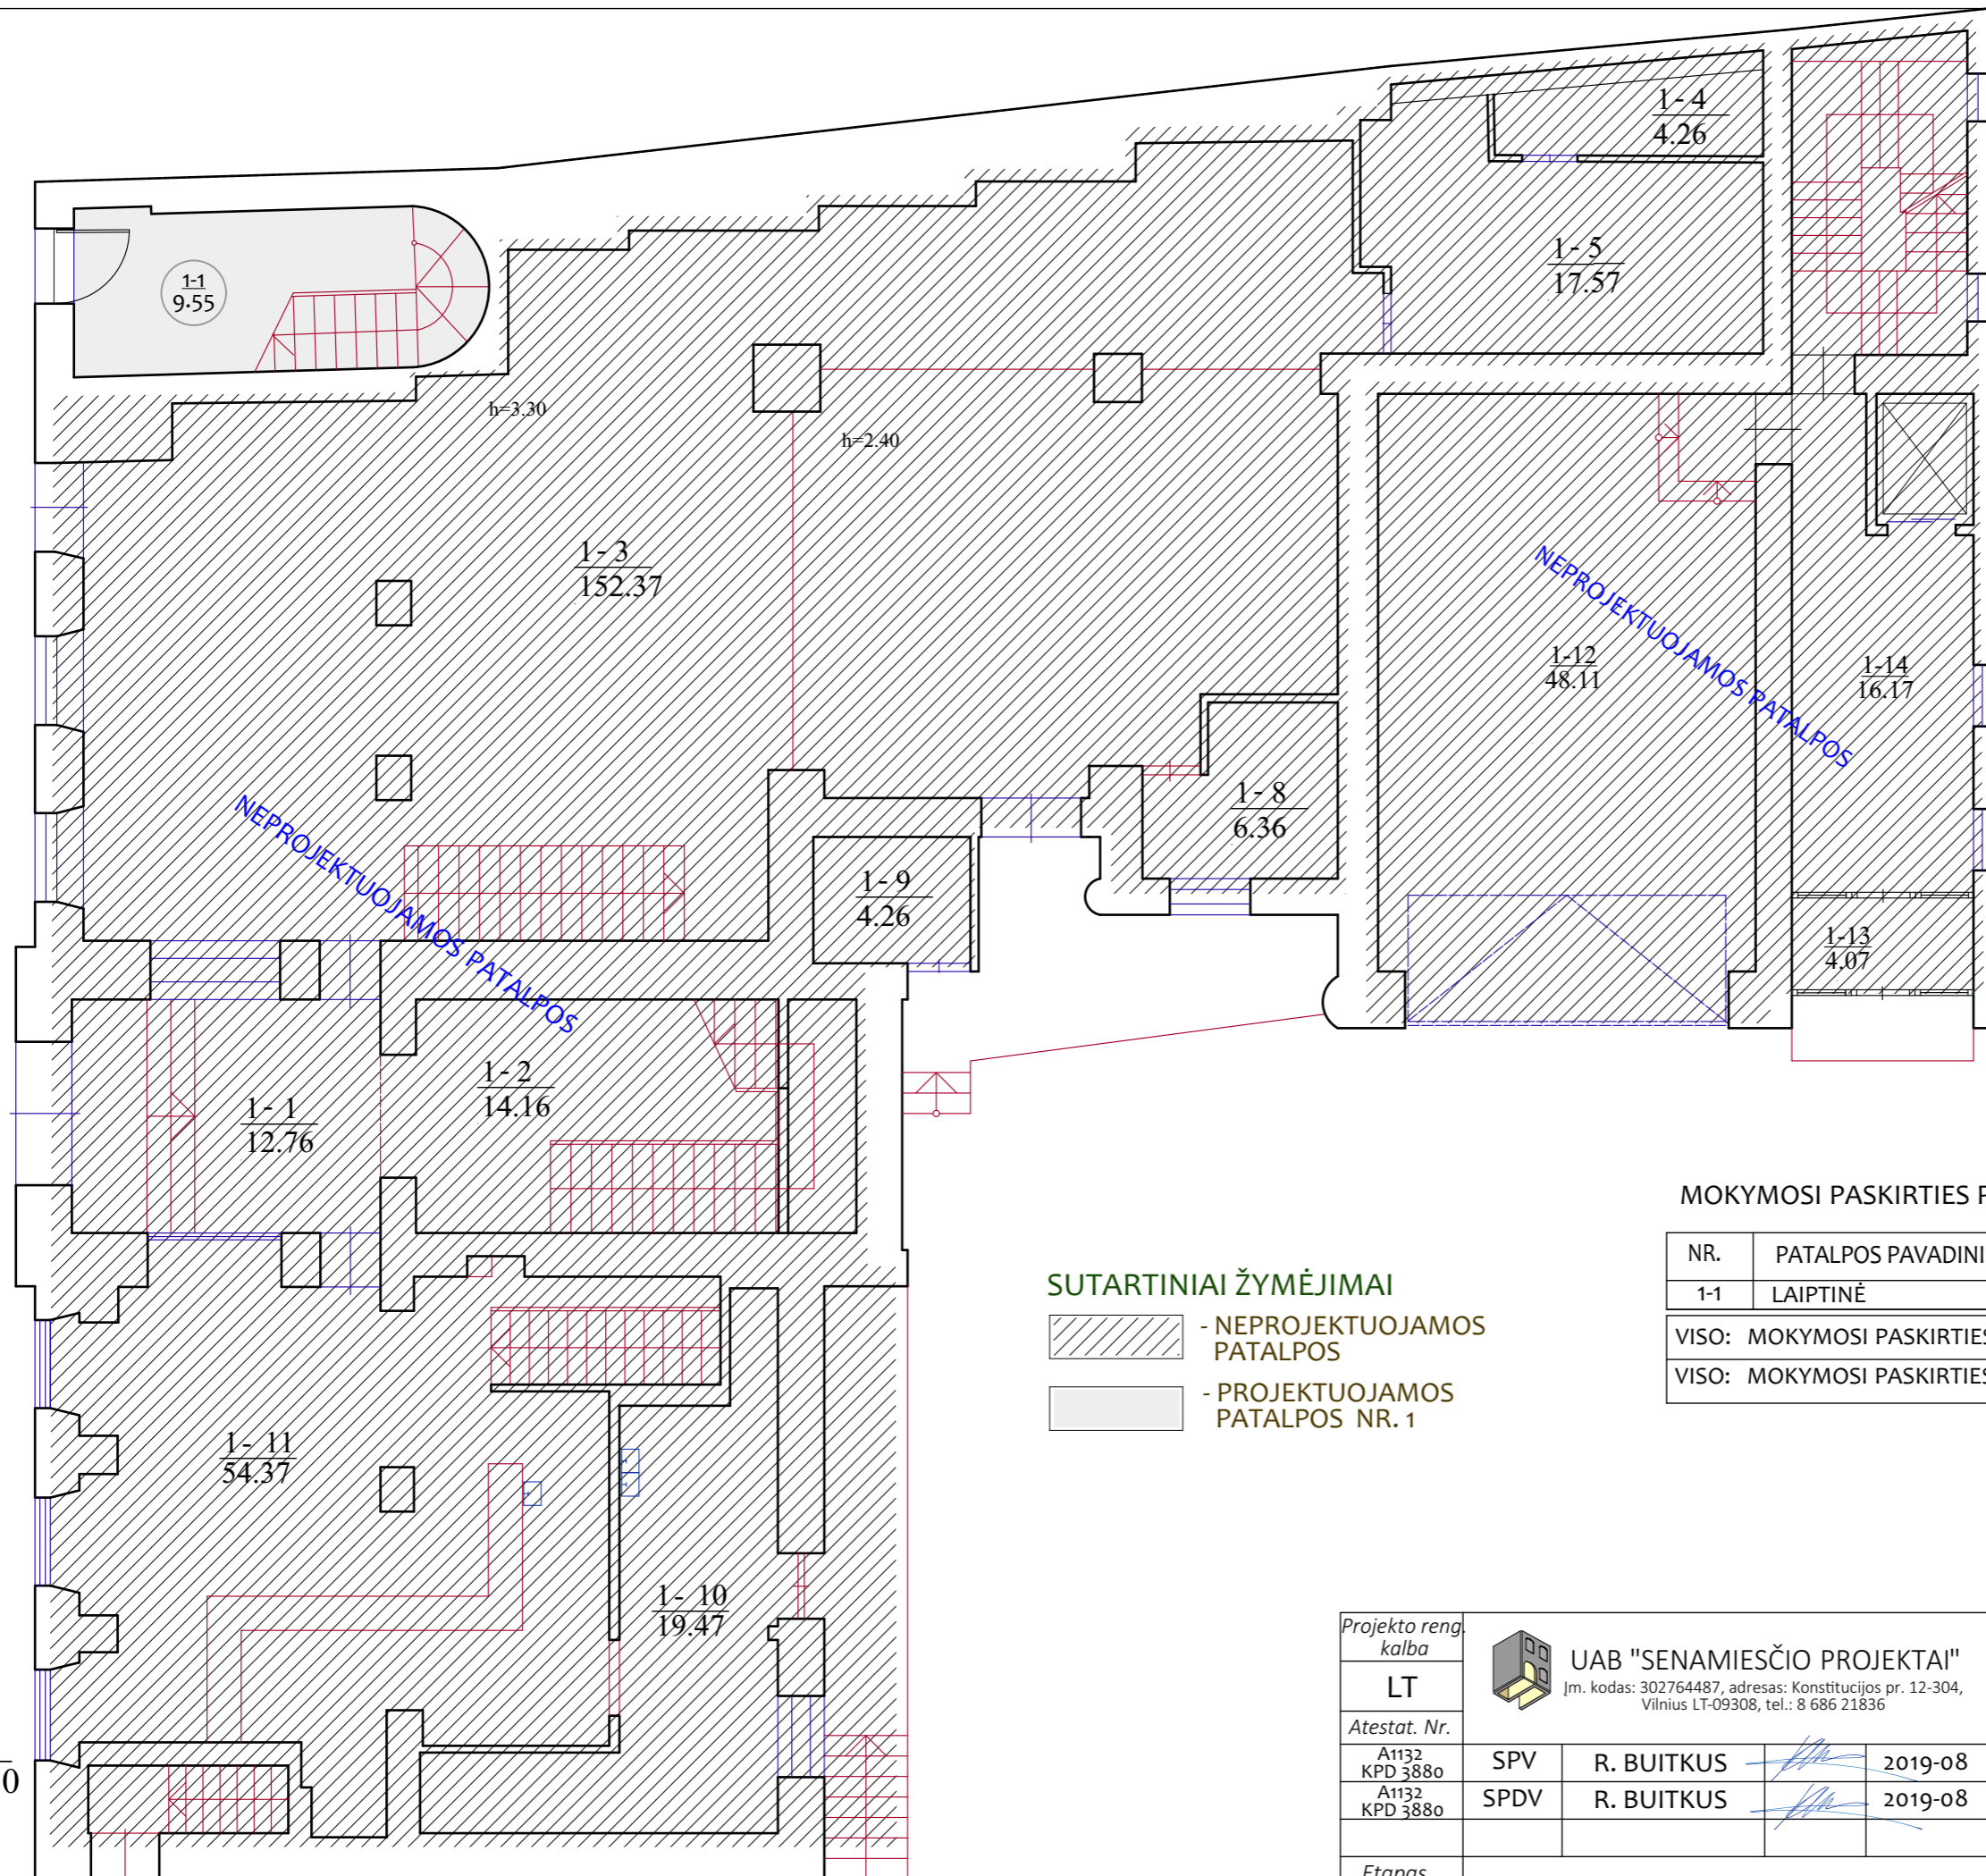 1- 4
4.26
1- 5
17.57
1-1
9.55
h=3.30
h=2.40
1- 3
152.37
NEPROJEKTUOJAMOS PATALPOS
1-12
48.11
1-14
16.17
NEPROJEKTUOJAMOS PATALPOS
1- 8
6.36
1- 9
4.26
1-13
4.07
1- 2
14.16
1- 1
12.76
MOKYMOSI PASKIRTIES P
NR. PATALPOS PAVADINI
1-1 LAIPTINĖ
VISO: MOKYMOSI PASKIRTIES
VISO: MOKYMOSI PASKIRTIES
SUTARTINIAI ŽYMĖJIMAI
- NEPROJEKTUOJAMOS
PATALPOS
- PROJEKTUOJAMOS
PATALPOS NR. 1
1- 11
54.37
1- 10
19.47
0
Projekto reng.
kalba
LT
UAB "SENAMIESČIO PROJEKTAI"
Įm. kodas: 302764487, adresas: Konstitucijos pr. 12-304,
Vilnius LT-09308, tel.: 8 686 21836
Atestat. Nr.
A1132
KPD 3880
SPV R. BUITKUS 2019-08
A1132
KPD 3880
SPDV R. BUITKUS 2019-08
Etapas